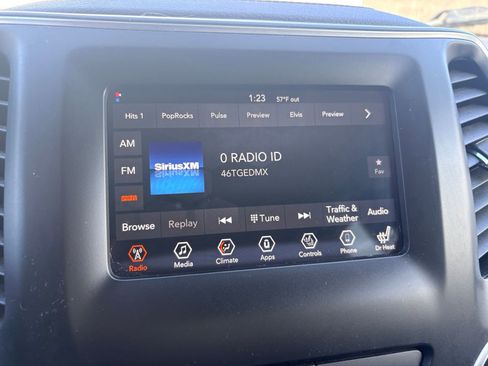 1:23 57°F out
Hits 1 PopRocks Pulse Preview Elvis Preview
AM
FM
SiriusXM
0 RADIO ID
46TGEDMX
Fav
Browse Replay Tune Traffic & Weather Audio
Radio Media Climate Apps Controls Phone Dr Heat